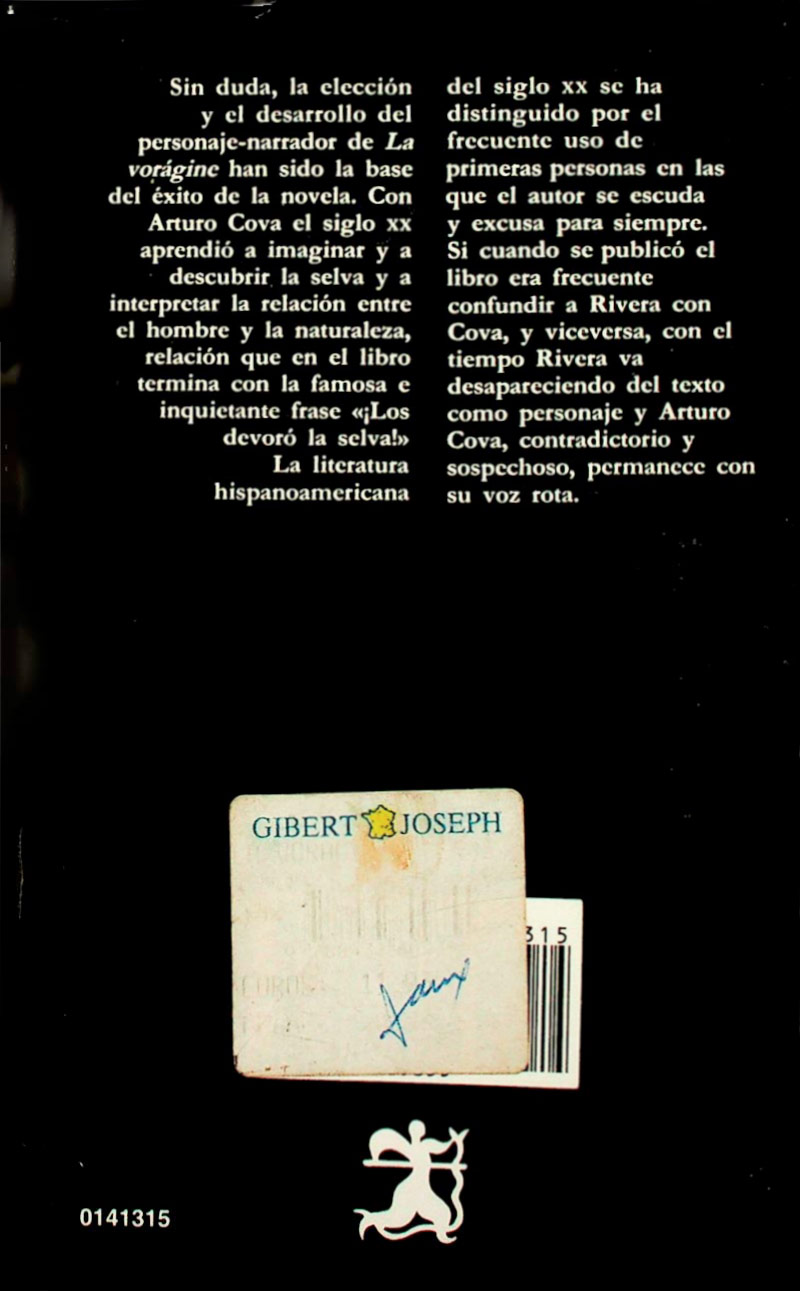 Sin duda, la elección
y el desarrollo del
personaje-narrador de La
vorágine han sido la base
del éxito de la novela. Con
Arturo Cova el siglo XX
aprendió a imaginar y a
descubrir la selva y a
interpretar la relación entre
el hombre y la naturaleza,
relación que en el libro
termina con la famosa e
inquietante frase «¡Los
devoró la selva!»
La literatura
hispanoamericana
del siglo XX se ha
distinguido por el
frecuente uso de
primeras personas en las
que el autor se escuda
y excusa para siempre.
Si cuando se publicó el
libro era frecuente
confundir a Rivera con
Cova, y viceversa, con el
tiempo Rivera va
desapareciendo del texto
como personaje y Arturo
Cova, contradictorio y
sospechoso, permanece con
su voz rota.
GIBERT JOSEPH
315
0141315